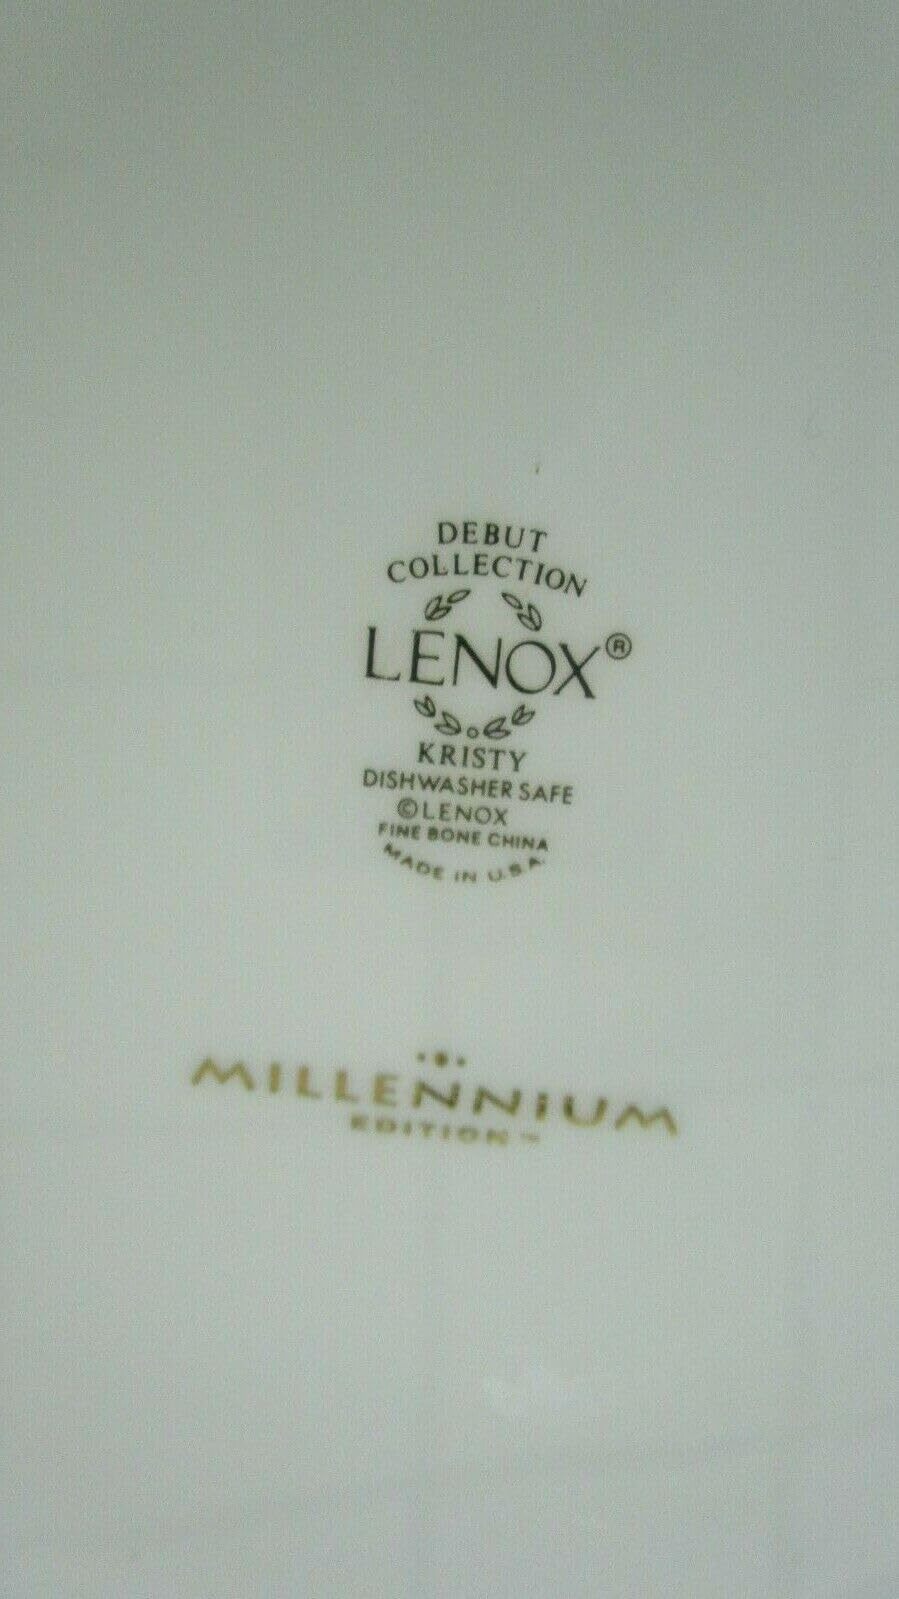 DEBUT
COLLECTION
LENOX®
KRISTY
DISHWASHER SAFE
©LENOX
FINE BONE CHINA
MADE IN U.S.A.
MILLENNIUM
EDITION™